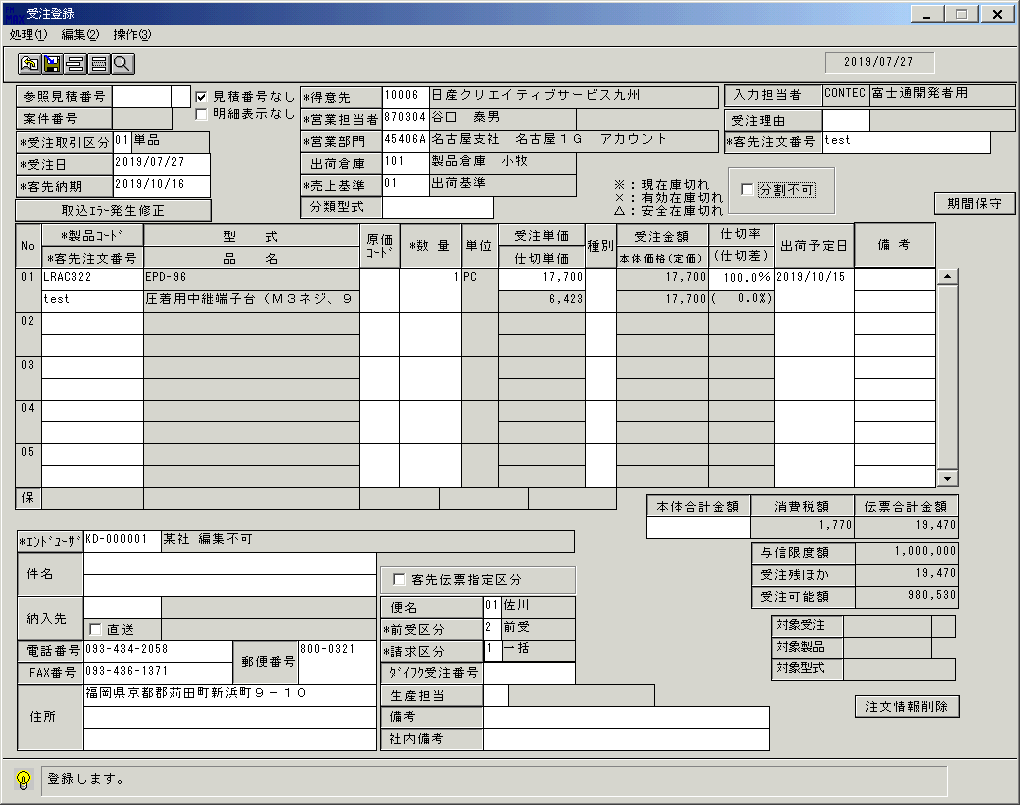 受注登録
処理(1) 編集(2) 操作(3)
2019/07/27
参照見積番号 見積番号なし *得意先 10006 日産クリエイティブサービス九州 入力担当者 CONTEC 富士通開発者用
案件番号 明細表示なし *営業担当者 870304 谷口 泰男 受注理由
*受注取引区分 01 単品 *営業部門 45406A 名古屋支社 名古屋1G アカウント *客先注文番号 test
*受注日 2019/07/27 出荷倉庫 101 製品倉庫 小牧
*客先納期 2019/10/16 *売上基準 01 出荷基準 ※:現在庫切れ 分割不可
×:有効在庫切れ
取込ｴﾗｰ発生修正 分類型式 △:安全在庫切れ 期間保守
No *製品ｺｰﾄﾞ 型 式 原価ｺｰﾄﾞ *数 量 単位 受注単価 種別 受注金額 仕切率 出荷予定日 備 考
*客先注文番号 品 名 仕切単価 本体価格(定価) (仕切差)
01 LRAC322 EPD-96 1 PC 17,700 17,700 100.0% 2019/10/15
test 圧着用中継端子台（M3ネジ、9 6,423 17,700 ( 0.0%)
02
03
04
05
保
本体合計金額 消費税額 伝票合計金額
1,770 19,470
*ｴﾝﾄﾞﾕｰｻﾞ KD-000001 某社 編集不可
与信限度額 1,000,000
件名 客先伝票指定区分 受注残ほか 19,470
受注可能額 980,530
納入先 便名 01 佐川
直送 *前受区分 2 前受 対象受注
電話番号 093-434-2058 郵便番号 800-0321 *請求区分 1 一括 対象製品
FAX番号 093-436-1371 ﾀﾞｲﾌｸ受注番号 対象型式
住所 福岡県京都郡苅田町新浜町9-10 生産担当
備考 注文情報削除
社内備考
登録します。